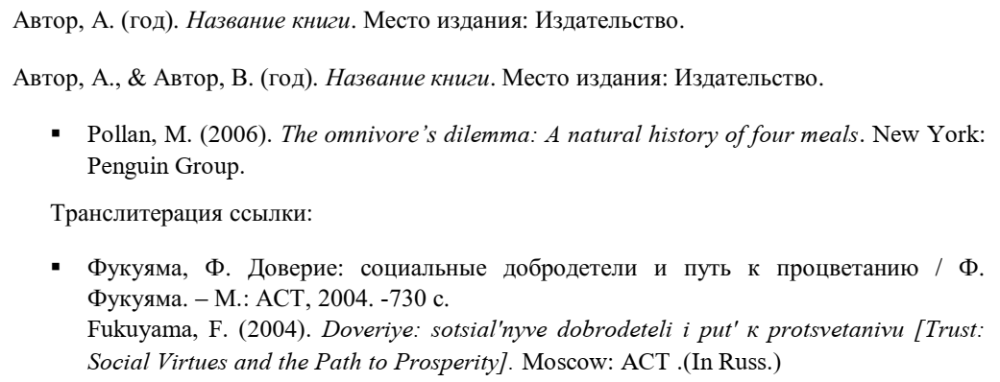 Автор, А. (год). Название книги. Место издания: Издательство.
Автор, А., & Автор, В. (год). Название книги. Место издания: Издательство.
▪ Pollan, M. (2006). The omnivore’s dilemma: A natural history of four meals. New York:
Penguin Group.
Транслитерация ссылки:
▪ Фукуяма, Ф. Доверие: социальные добродетели и путь к процветанию / Ф.
Фукуяма. – М.: АСТ, 2004. -730 с.
Fukuyama, F. (2004). Doveriye: sotsial'nyve dobrodeteli i put' к protsvetanivu [Trust:
Social Virtues and the Path to Prosperity]. Moscow: ACT .(In Russ.)